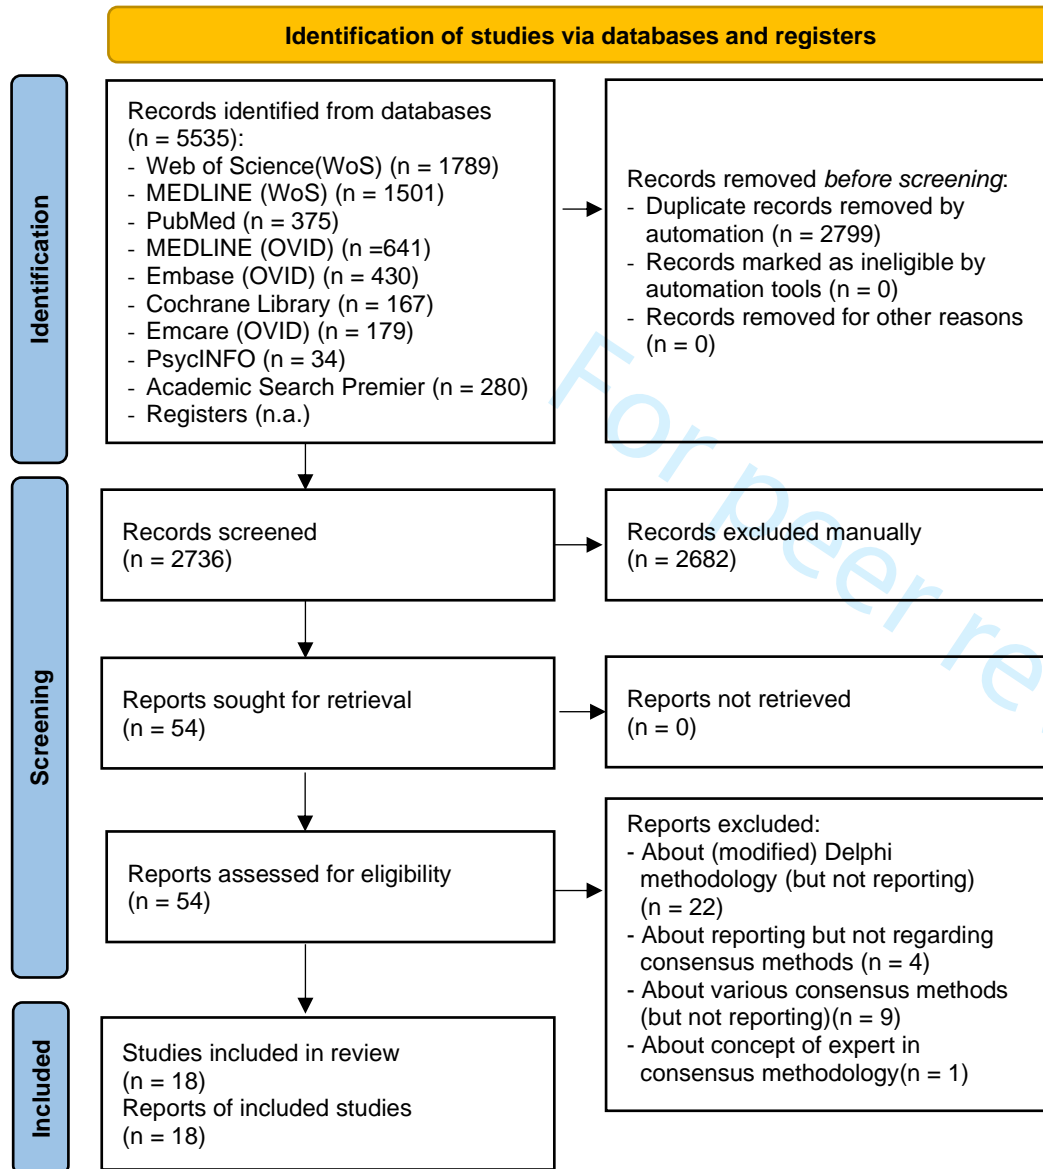 Identification of studies via databases and registers
Identification
Records identified from databases
(n = 5535):
- Web of Science(WoS) (n = 1789)
- MEDLINE (WoS) (n = 1501)
- PubMed (n = 375)
- MEDLINE (OVID) (n =641)
- Embase (OVID) (n = 430)
- Cochrane Library (n = 167)
- Emcare (OVID) (n = 179)
- PsycINFO (n = 34)
- Academic Search Premier (n = 280)
- Registers (n.a.)
Records removed before screening:
- Duplicate records removed by
automation (n = 2799)
- Records marked as ineligible by
automation tools (n = 0)
- Records removed for other reasons
(n = 0)
Screening
Records screened
(n = 2736)
Records excluded manually
(n = 2682)
Reports sought for retrieval
(n = 54)
Reports not retrieved
(n = 0)
Reports assessed for eligibility
(n = 54)
Reports excluded:
- About (modified) Delphi
methodology (but not reporting)
(n = 22)
- About reporting but not regarding
consensus methods (n = 4)
- About various consensus methods
(but not reporting)(n = 9)
- About concept of expert in
consensus methodology(n = 1)
Included
Studies included in review
(n = 18)
Reports of included studies
(n = 18)
For peer re